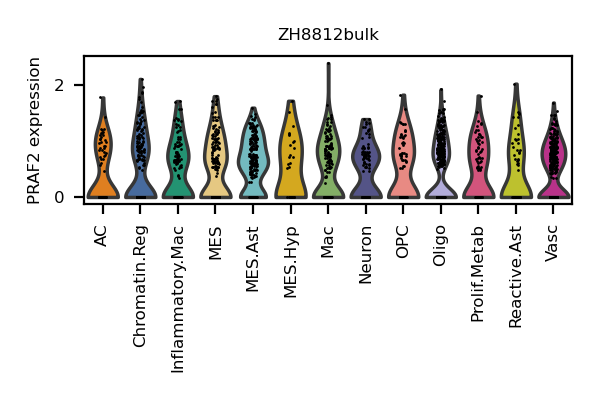 ZH8812bulk
PRAF2 expression
2
0
AC
Chromatin.Reg
Inflammatory.Mac
MES
MES.Ast
MES.Hyp
Mac
Neuron
OPC
Oligo
Prolif.Metab
Reactive.Ast
Vasc